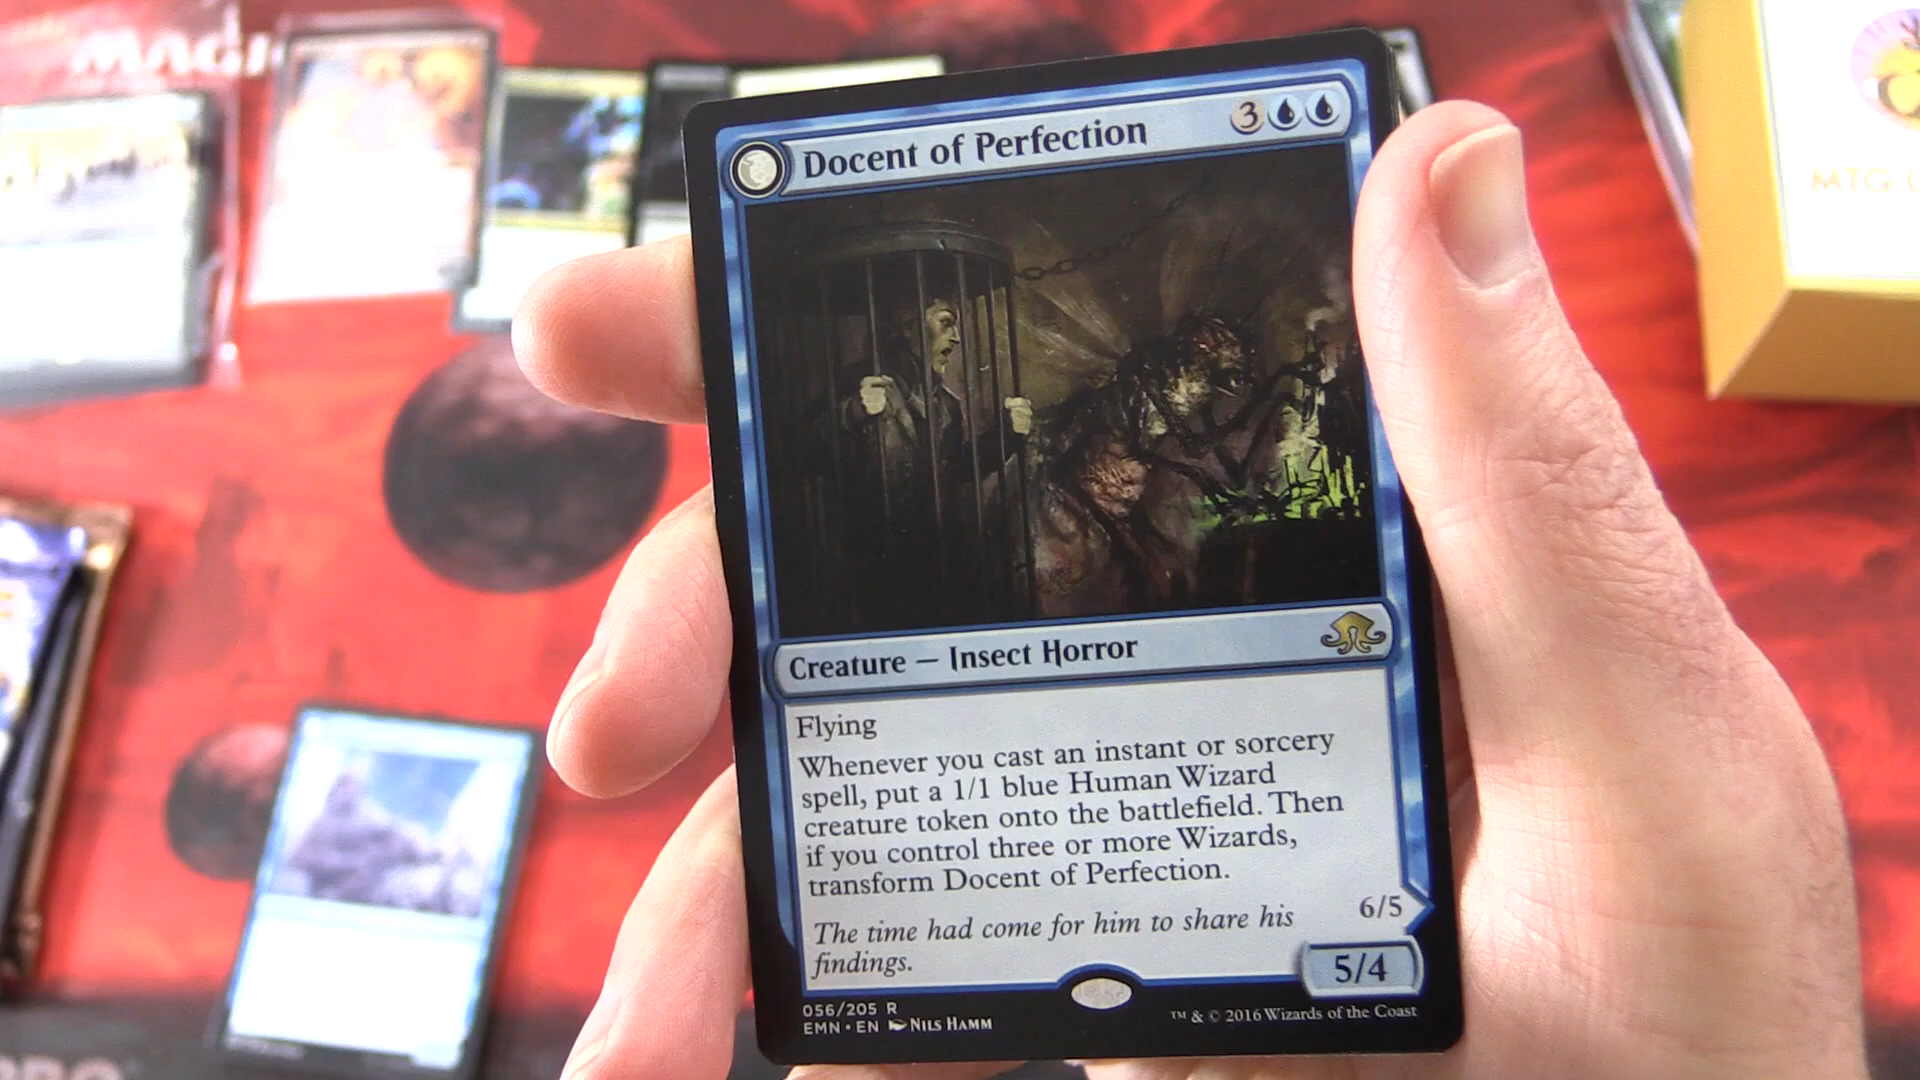 MAGI
Docent of Perfection
3
Creature — Insect Horror
Flying
Whenever you cast an instant or sorcery
spell, put a 1/1 blue Human Wizard
creature token onto the battlefield. Then
if you control three or more Wizards,
transform Docent of Perfection.
The time had come for him to share his
findings.
6/5
5/4
056/205 R
EMN • EN NILS HAMM
™ & © 2016 Wizards of the Coast
MTG